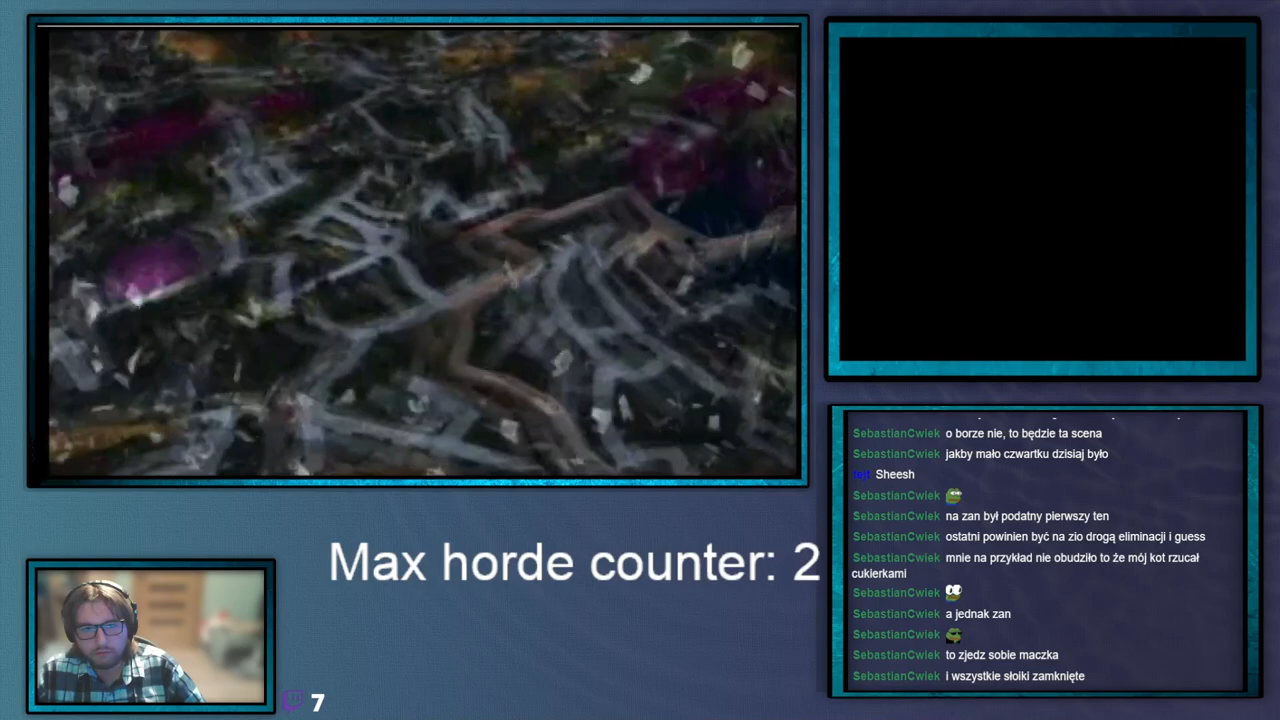 SebastianCwiek o borze nie, to będzie ta scena
SebastianCwiek jakby mało czwartku dzisiaj było
Sheesh
SebastianCwiek
SebastianCwiek na zan był podatny pierwszy ten
SebastianCwiek ostatni powinien być na zio drogą eliminacji i guess
SebastianCwiek mnie na przykład nie obudziło to że mój kot rzucał
cukierkami
SebastianCwiek
SebastianCwiek a jednak zan
SebastianCwiek
SebastianCwiek to zjedz sobie maczka
SebastianCwiek i wszystkie słoiki zamknięte
Max horde counter: 2
7